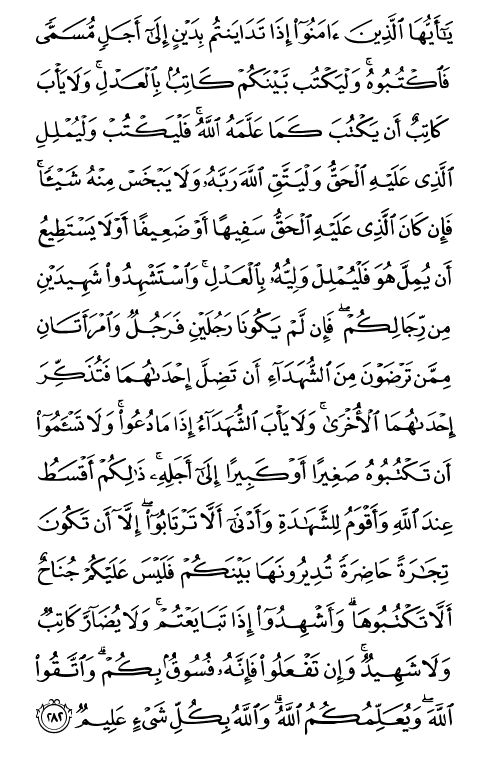 يَٰٓأَيُّهَا ٱلَّذِينَ ءَامَنُوٓا۟ إِذَا تَدَايَنتُم بِدَيْنٍ إِلَىٰٓ أَجَلٍ مُّسَمًّى
فَٱكْتُبُوهُ ۚ وَلْيَكْتُب بَّيْنَكُمْ كَاتِبٌۢ بِٱلْعَدْلِ ۚ وَلَا يَأْبَ
كَاتِبٌ أَن يَكْتُبَ كَمَا عَلَّمَهُ ٱللَّهُ ۚ فَلْيَكْتُبْ وَلْيُمْلِلِ
ٱلَّذِى عَلَيْهِ ٱلْحَقُّ وَلْيَتَّقِ ٱللَّهَ رَبَّهُۥ وَلَا يَبْخَسْ مِنْهُ شَيْـًٔا ۚ
فَإِن كَانَ ٱلَّذِى عَلَيْهِ ٱلْحَقُّ سَفِيهًا أَوْ ضَعِيفًا أَوْ لَا يَسْتَطِيعُ
أَن يُمِلَّ هُوَ فَلْيُمْلِلْ وَلِيُّهُۥ بِٱلْعَدْلِ ۚ وَٱسْتَشْهِدُوا۟ شَهِيدَيْنِ
مِن رِّجَالِكُمْ ۖ فَإِن لَّمْ يَكُونَا رَجُلَيْنِ فَرَجُلٌ وَٱمْرَأَتَانِ
مِمَّن تَرْضَوْنَ مِنَ ٱلشُّهَدَآءِ أَن تَضِلَّ إِحْدَىٰهُمَا فَتُذَكِّرَ
إِحْدَىٰهُمَا ٱلْأُخْرَىٰ ۚ وَلَا يَأْبَ ٱلشُّهَدَآءُ إِذَا مَا دُعُوا۟ ۚ وَلَا تَسْـَٔمُوٓا۟
أَن تَكْتُبُوهُ صَغِيرًا أَوْ كَبِيرًا إِلَىٰٓ أَجَلِهِۦ ۚ ذَٰلِكُمْ أَقْسَطُ
عِندَ ٱللَّهِ وَأَقْوَمُ لِلشَّهَٰدَةِ وَأَدْنَىٰٓ أَلَّا تَرْتَابُوٓا۟ ۖ إِلَّآ أَن تَكُونَ
تِجَٰرَةً حَاضِرَةً تُدِيرُونَهَا بَيْنَكُمْ فَلَيْسَ عَلَيْكُمْ جُنَاحٌ
أَلَّا تَكْتُبُوهَا ۗ وَأَشْهِدُوٓا۟ إِذَا تَبَايَعْتُمْ ۚ وَلَا يُضَآرَّ كَاتِبٌ
وَلَا شَهِيدٌ ۚ وَإِن تَفْعَلُوا۟ فَإِنَّهُۥ فُسُوقٌۢ بِكُمْ ۗ وَٱتَّقُوا۟
ٱللَّهَ ۖ وَيُعَلِّمُكُمُ ٱللَّهُ ۗ وَٱللَّهُ بِكُلِّ شَىْءٍ عَلِيمٌ ٢٨٢